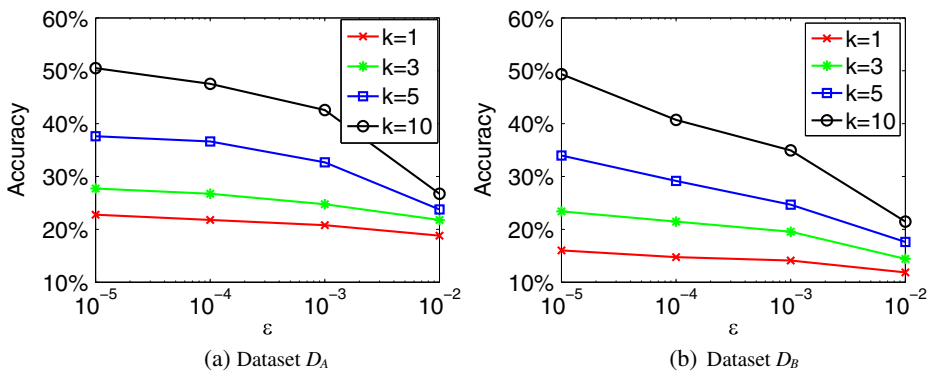 60%
50%
40%
30%
20%
10%
Accuracy
10⁻⁵ 10⁻⁴ 10⁻³ 10⁻²
ε
k=1
k=3
k=5
k=10
(a) Dataset D_A
60%
50%
40%
30%
20%
10%
Accuracy
10⁻⁵ 10⁻⁴ 10⁻³ 10⁻²
ε
k=1
k=3
k=5
k=10
(b) Dataset D_B